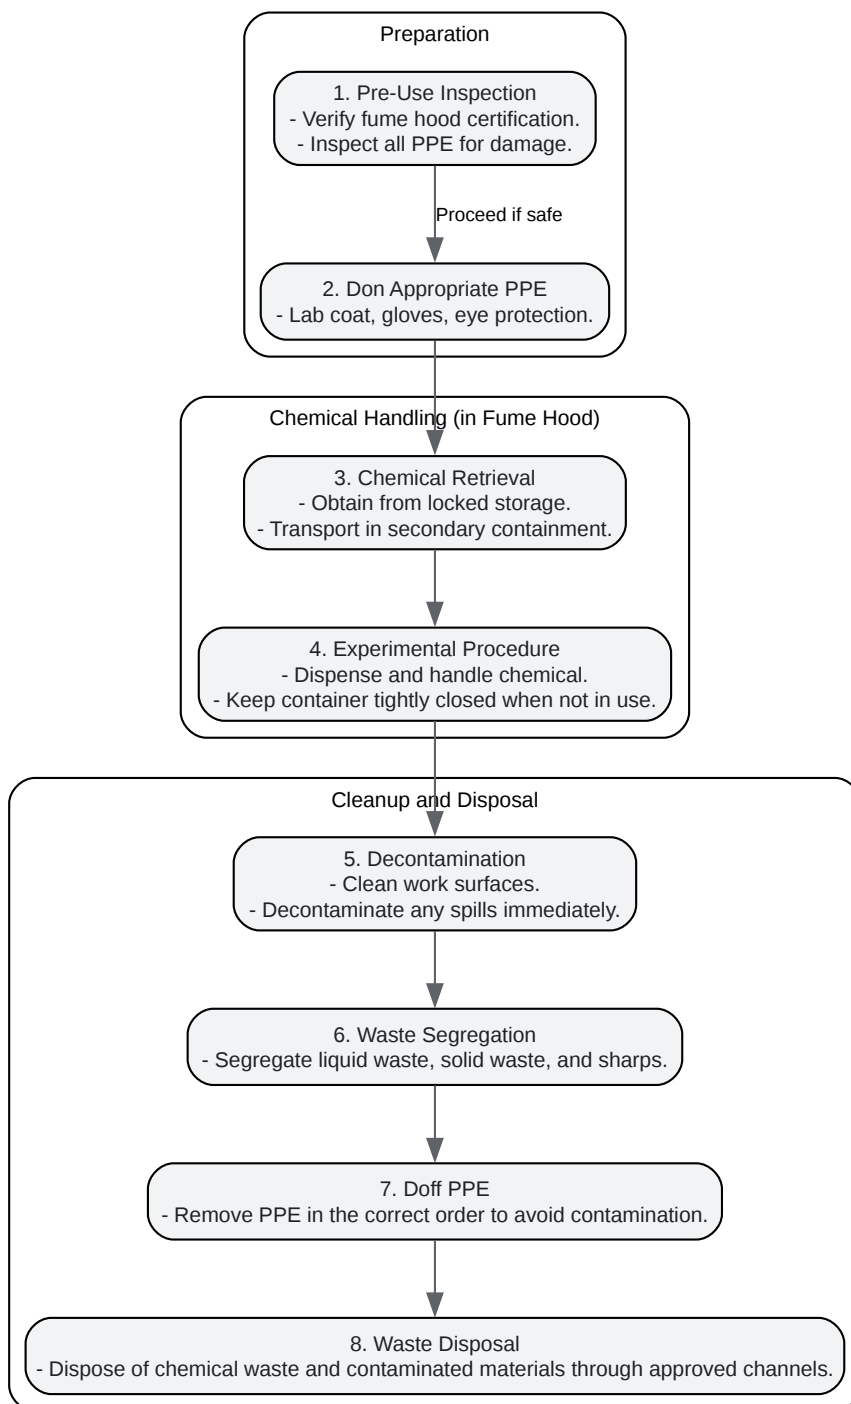 Preparation
1. Pre-Use Inspection
- Verify fume hood certification.
- Inspect all PPE for damage.
Proceed if safe
2. Don Appropriate PPE
- Lab coat, gloves, eye protection.
Chemical Handling (in Fume Hood)
3. Chemical Retrieval
- Obtain from locked storage.
- Transport in secondary containment.
4. Experimental Procedure
- Dispense and handle chemical.
- Keep container tightly closed when not in use.
Cleanup and Disposal
5. Decontamination
- Clean work surfaces.
- Decontaminate any spills immediately.
6. Waste Segregation
- Segregate liquid waste, solid waste, and sharps.
7. Doff PPE
- Remove PPE in the correct order to avoid contamination.
8. Waste Disposal
- Dispose of chemical waste and contaminated materials through approved channels.